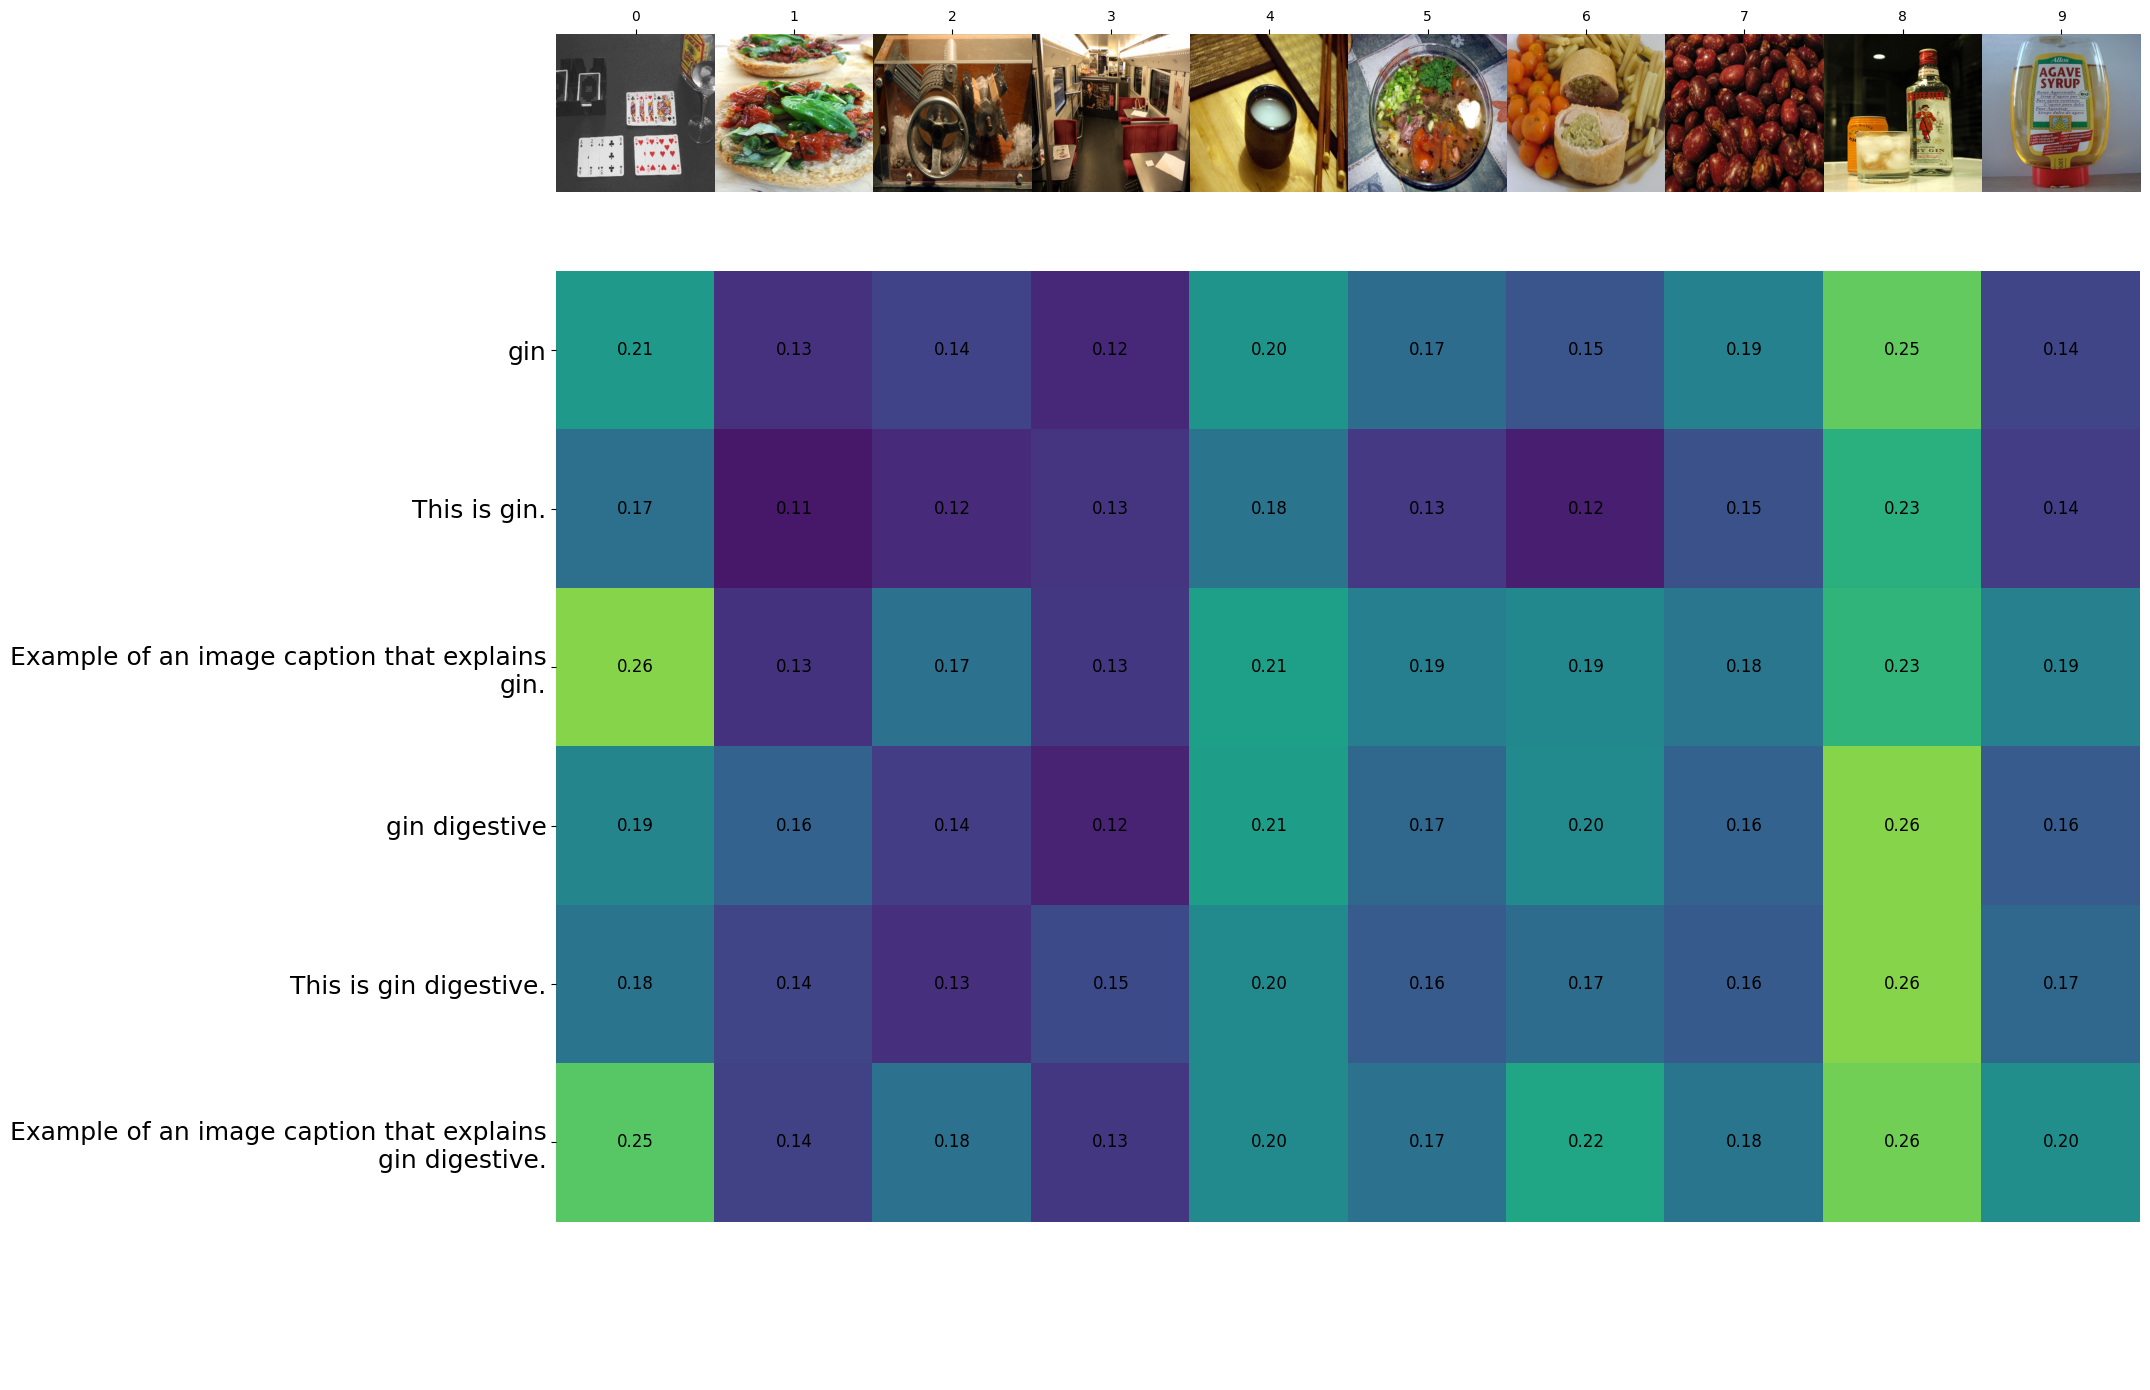 0 1 2 3 4 5 6 7 8 9
Allos
AGAVE
SYRUP
BEEFEATER
DRY GIN
gin 0.21 0.13 0.14 0.12 0.20 0.17 0.15 0.19 0.25 0.14
This is gin. 0.17 0.11 0.12 0.13 0.18 0.13 0.12 0.15 0.23 0.14
Example of an image caption that explains
gin. 0.26 0.13 0.17 0.13 0.21 0.19 0.19 0.18 0.23 0.19
gin digestive 0.19 0.16 0.14 0.12 0.21 0.17 0.20 0.16 0.26 0.16
This is gin digestive. 0.18 0.14 0.13 0.15 0.20 0.16 0.17 0.16 0.26 0.17
Example of an image caption that explains
gin digestive. 0.25 0.14 0.18 0.13 0.20 0.17 0.22 0.18 0.26 0.20